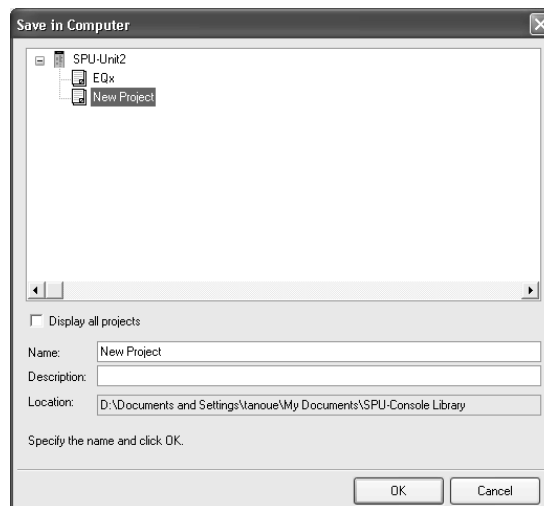 Save in Computer
SPU-Unit2
EQx
New Project
Display all projects
Name: New Project
Description:
Location: D:\Documents and Settings\tanoue\My Documents\SPU-Console Library
Specify the name and click OK.
OK Cancel